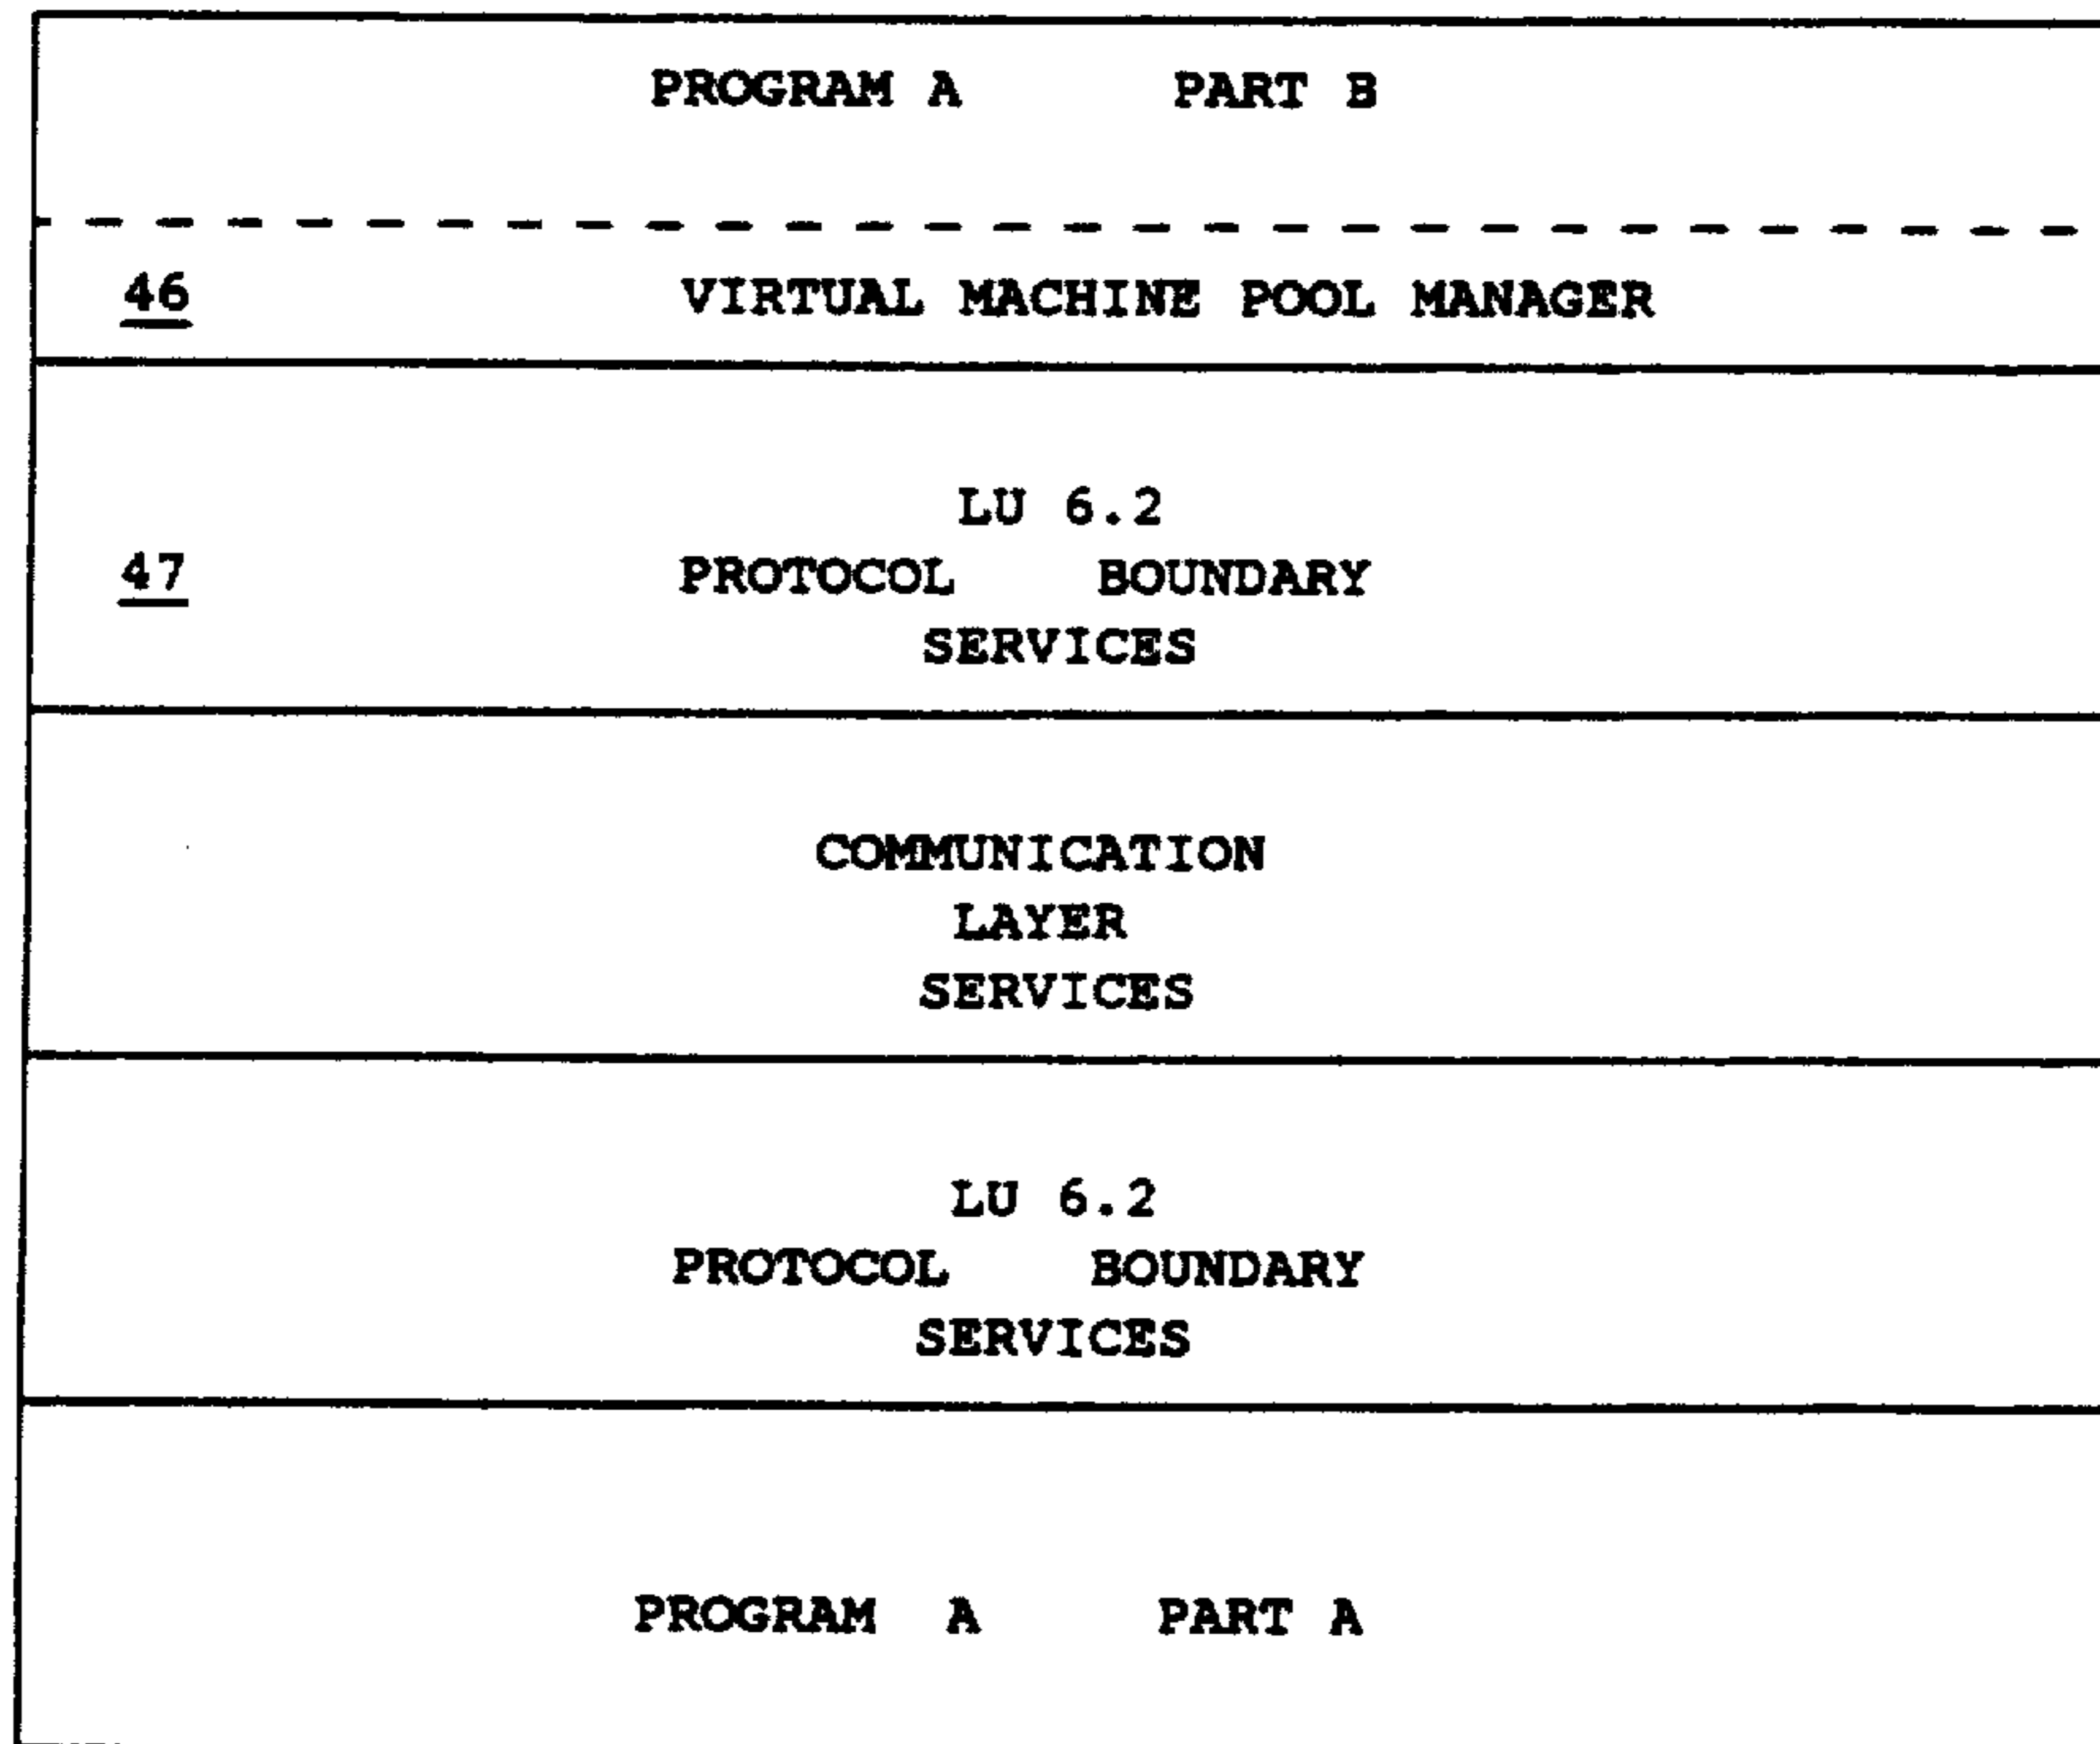 PROGRAM A PART B
46 VIRTUAL MACHINE POOL MANAGER
LU 6.2
47 PROTOCOL BOUNDARY
SERVICES
COMMUNICATION
LAYER
SERVICES
LU 6.2
PROTOCOL BOUNDARY
SERVICES
PROGRAM A PART A